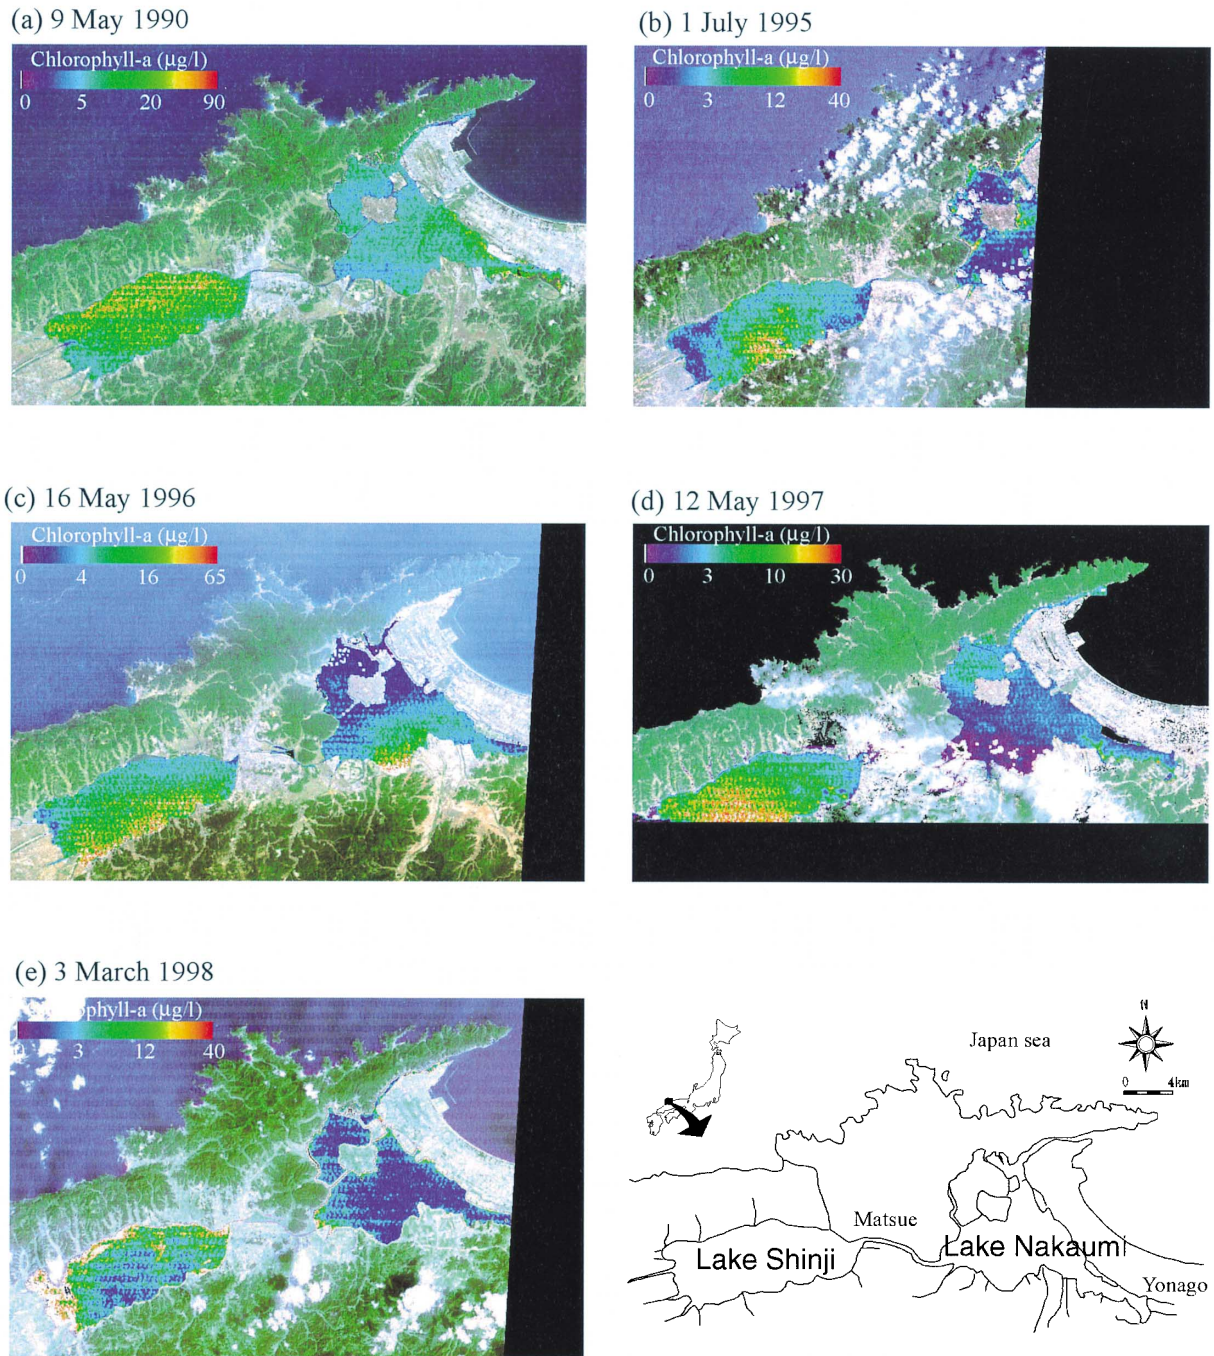 (a) 9 May 1990
Chlorophyll-a (μg/l)
0 5 20 90
(b) 1 July 1995
Chlorophyll-a (μg/l)
0 3 12 40
(c) 16 May 1996
Chlorophyll-a (μg/l)
0 4 16 65
(d) 12 May 1997
Chlorophyll-a (μg/l)
0 3 10 30
(e) 3 March 1998
ophyll-a (μg/l)
3 12 40
N
Japan sea
0 4km
Matsue
Lake Nakaumi
Lake Shinji
Yonago